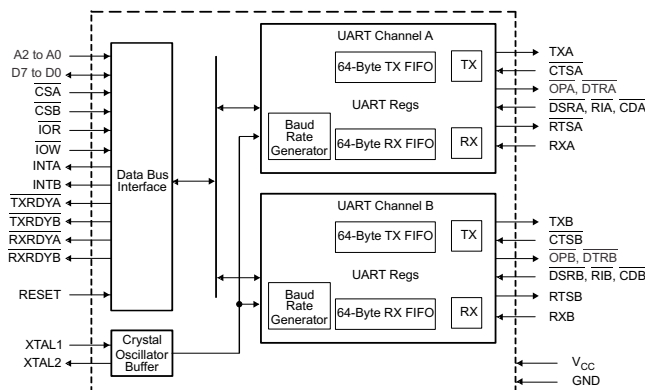 A2 to A0
D7 to D0
CSA
CSB
IOR
IOW
INTA
INTB
TXRDYA
TXRDYB
RXRDYA
RXRDYB
RESET
XTAL1
XTAL2
Data Bus
Interface
Crystal
Oscillator
Buffer
UART Channel A
64-Byte TX FIFO
TX
UART Regs
Baud
Rate
Generator
64-Byte RX FIFO
RX
TXA
CTSA
OPA, DTRA
DSRA, RIA, CDA
RTSA
RXA
UART Channel B
64-Byte TX FIFO
TX
UART Regs
Baud
Rate
Generator
64-Byte RX FIFO
RX
TXB
CTSB
OPB, DTRB
DSRB, RIB, CDB
RTSB
RXB
VCC
GND